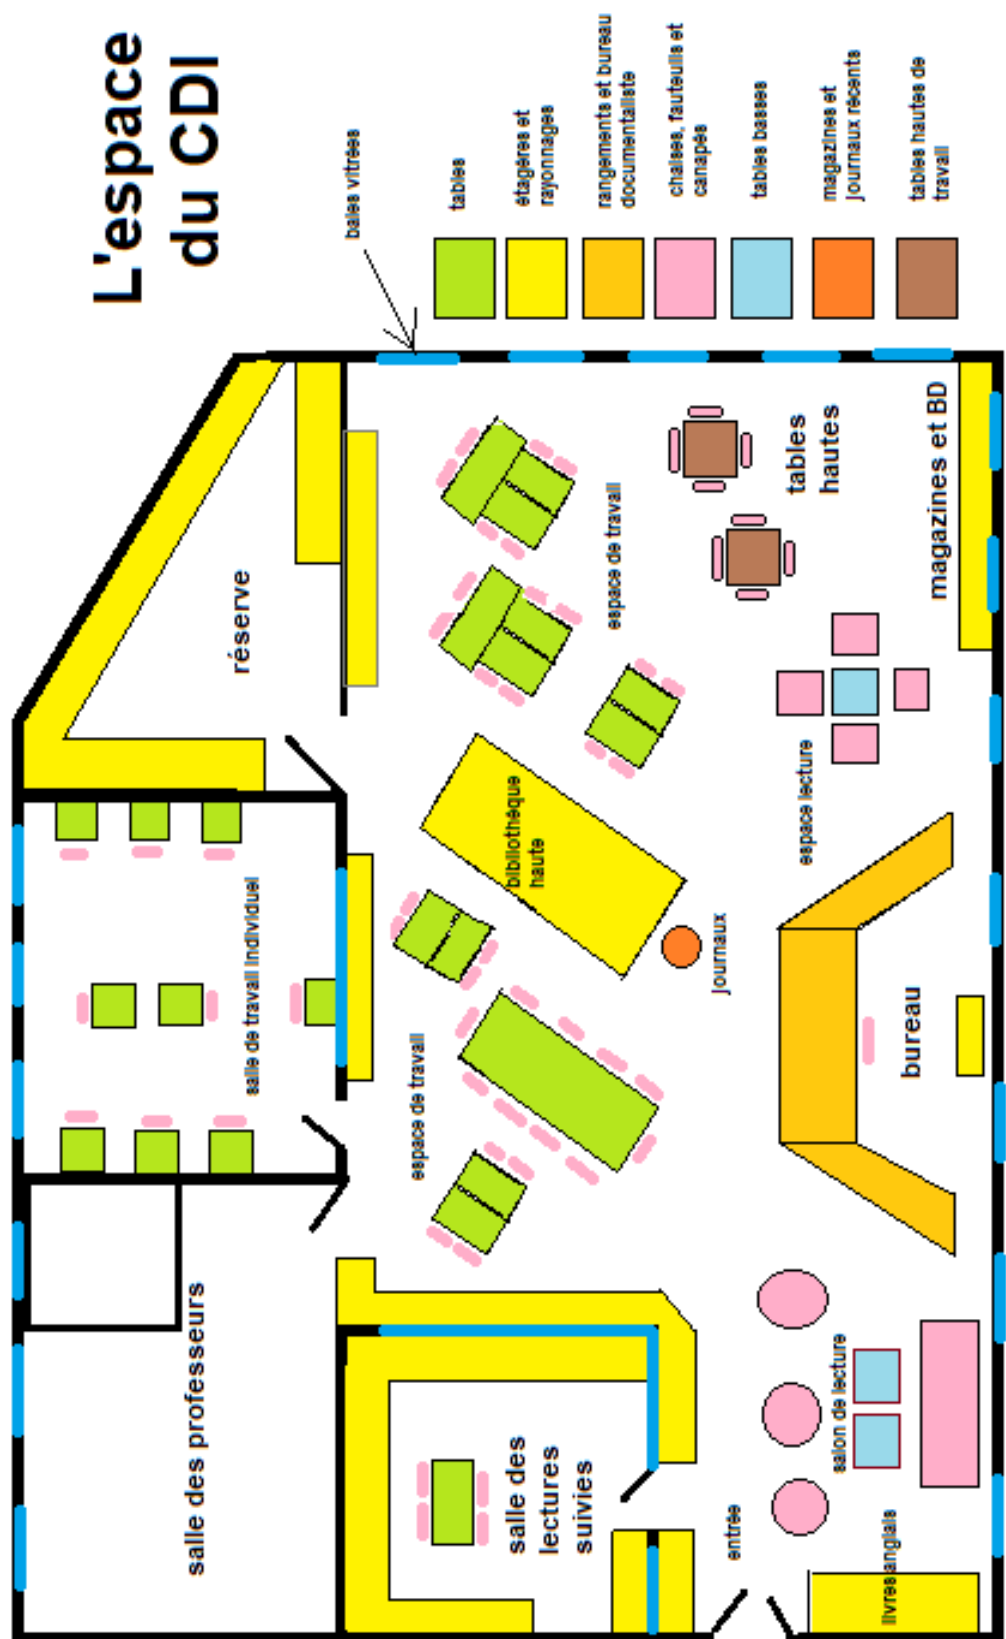 L'espace
du CDI
baies vitrées
tables
étagères et
rayonnages
rangements et bureau
documentaliste
chaises, fauteuils et
canapés
tables basses
magazines et
journaux récents
tables hautes de
travail
réserve
salle de travail individuel
salle des professeurs
espace de travail
bibliothèque
haute
espace de travail
tables
hautes
magazines et BD
espace lecture
journaux
bureau
salle des
lectures
suivies
salon de lecture
entrée
livres anglais